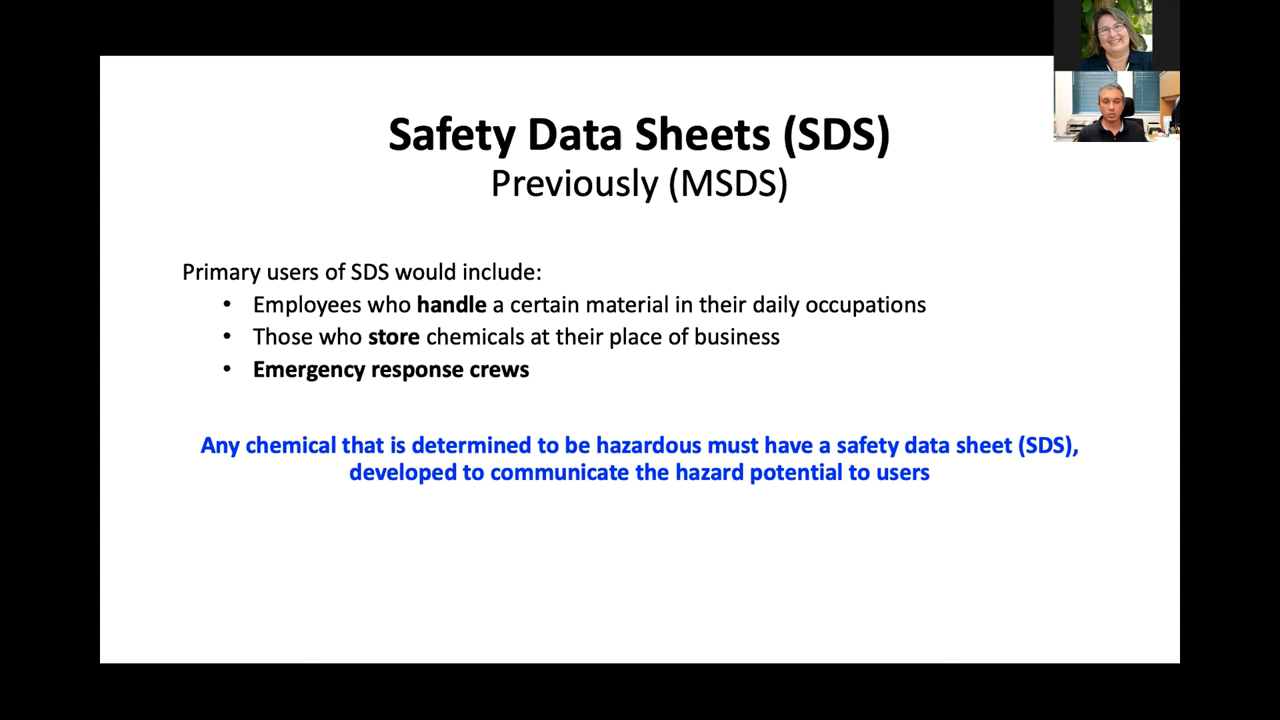 Safety Data Sheets (SDS)
Previously (MSDS)
Primary users of SDS would include:
• Employees who handle a certain material in their daily occupations
• Those who store chemicals at their place of business
• Emergency response crews
Any chemical that is determined to be hazardous must have a safety data sheet (SDS),
developed to communicate the hazard potential to users